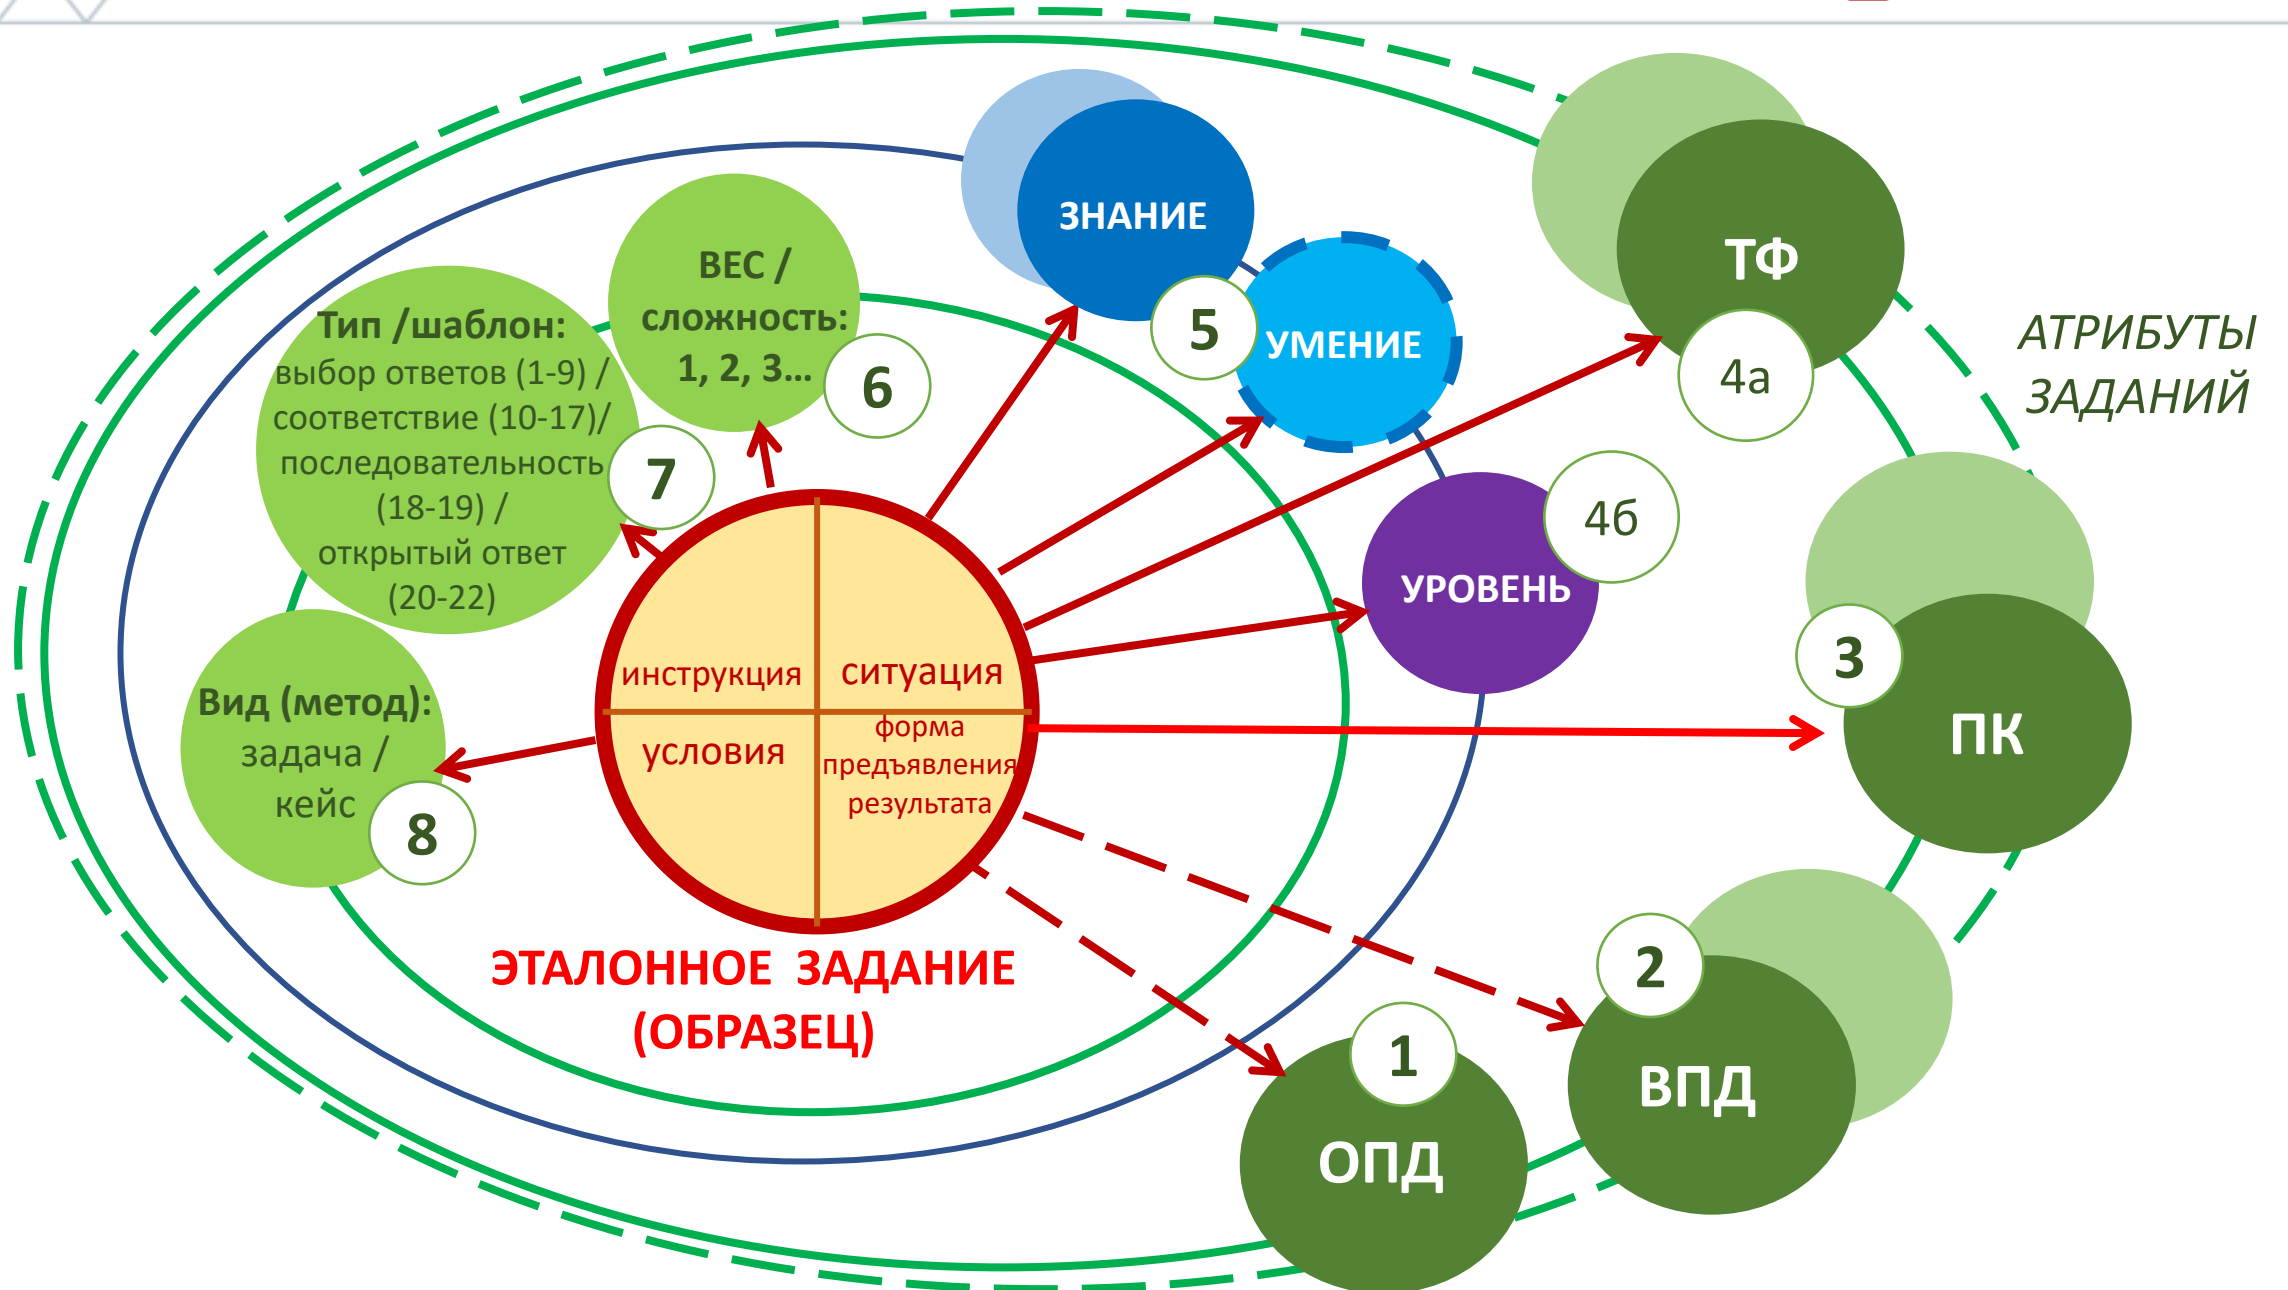 ЗНАНИЕ
5
УМЕНИЕ
ТФ
4а
АТРИБУТЫ
ЗАДАНИЙ
ВЕС /
сложность:
1, 2, 3...
6
Тип /шаблон:
выбор ответов (1-9) /
соответствие (10-17)/
последовательность
(18-19) /
открытый ответ
(20-22)
7
УРОВЕНЬ
4б
3
ПК
Вид (метод):
задача /
кейс
8
инструкция
ситуация
условия
форма
предъявления
результата
ЭТАЛОННОЕ ЗАДАНИЕ
(ОБРАЗЕЦ)
2
ВПД
1
ОПД